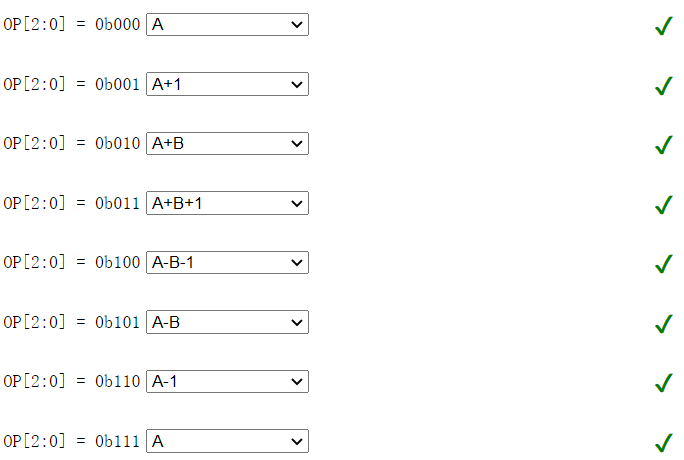 OP[2:0] = 0b000 A
OP[2:0] = 0b001 A+1
OP[2:0] = 0b010 A+B
OP[2:0] = 0b011 A+B+1
OP[2:0] = 0b100 A-B-1
OP[2:0] = 0b101 A-B
OP[2:0] = 0b110 A-1
OP[2:0] = 0b111 A